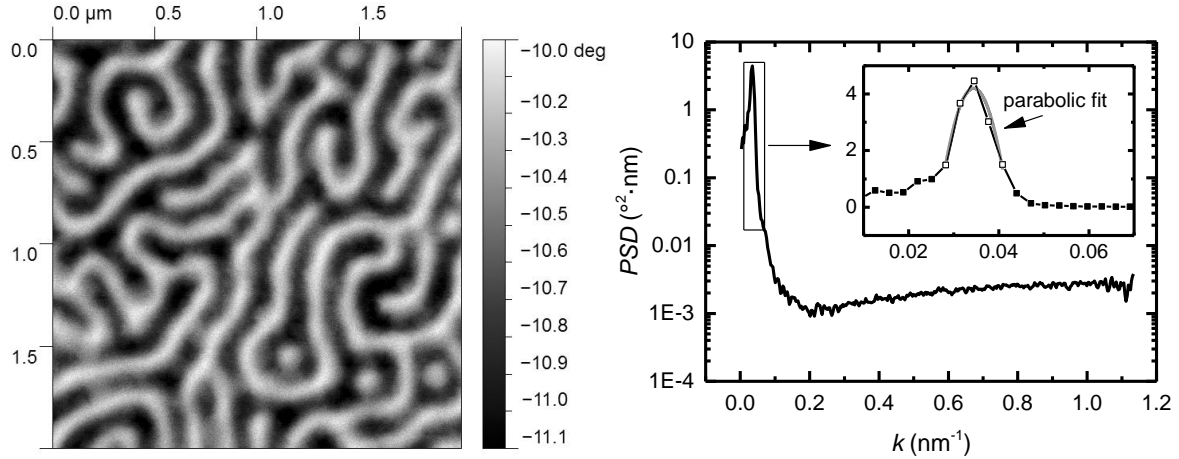 0.0 µm 0.5 1.0 1.5
0.0
0.5
1.0
1.5
−10.0 deg
−10.2
−10.3
−10.4
−10.5
−10.6
−10.7
−10.8
−10.9
−11.1
10
1
0.1
0.01
1E-3
1E-4
PSD (°²·nm)
0.0 0.2 0.4 0.6 0.8 1.0 1.2
k (nm⁻¹)
4
2
0
0.02 0.04 0.06
parabolic fit